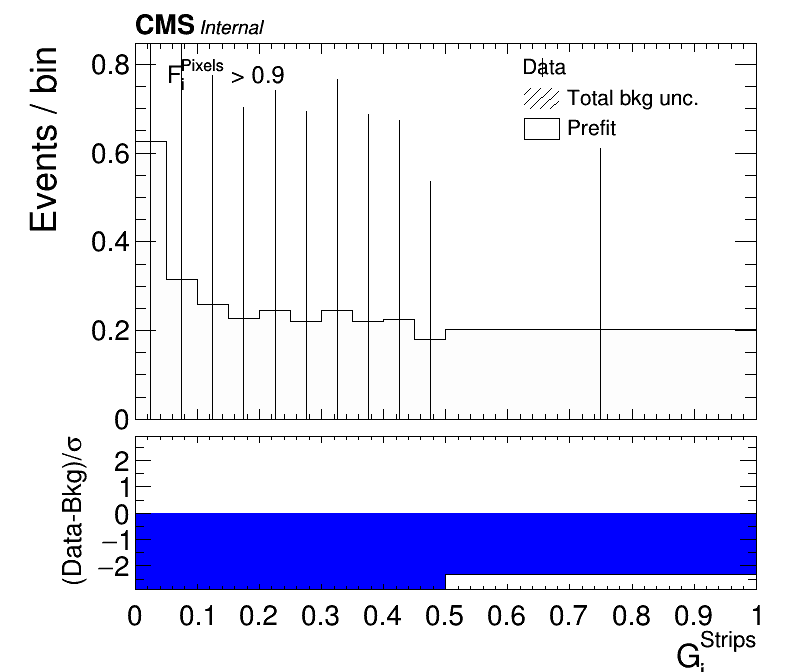 CMS Internal
Events / bin
0.8
0.6
0.4
0.2
0
F_i^Pixels > 0.9
Data
Total bkg unc.
Prefit
(Data-Bkg)/σ
2
1
0
−1
−2
0 0.1 0.2 0.3 0.4 0.5 0.6 0.7 0.8 0.9 1
G_i^Strips